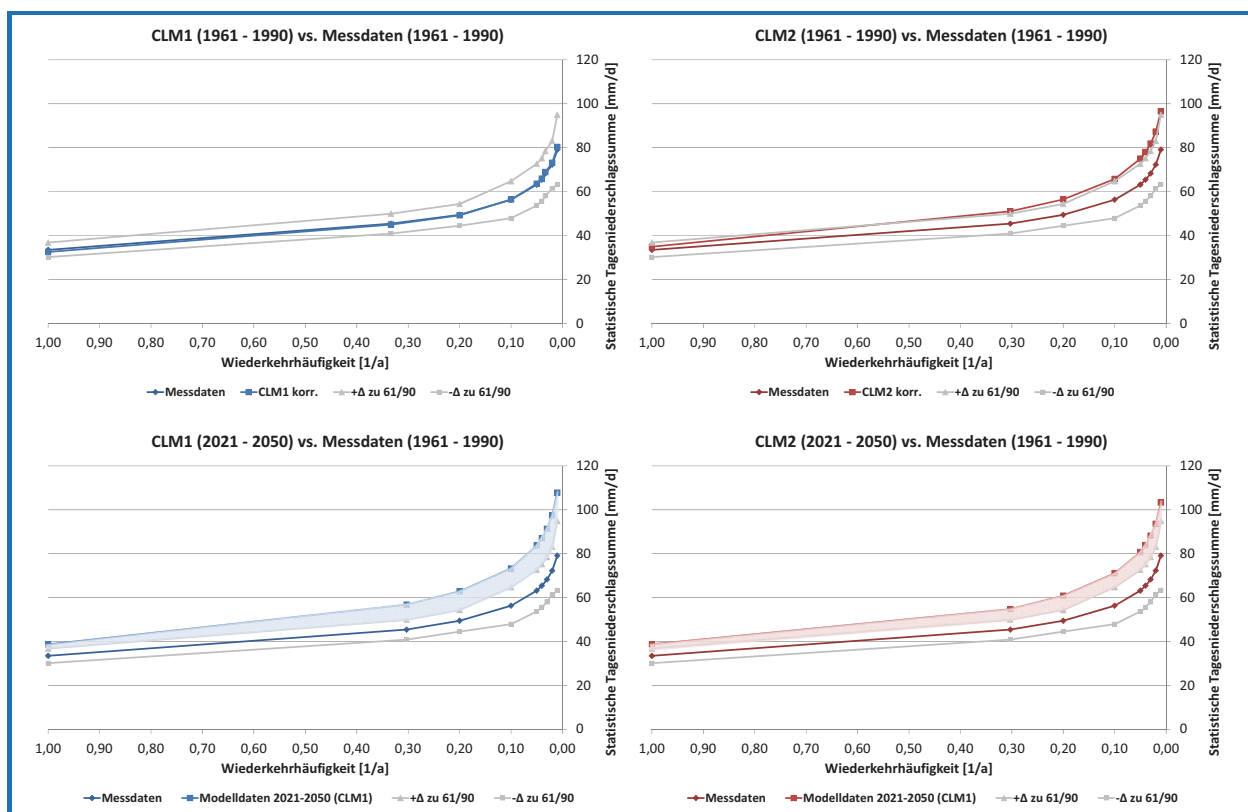 CLM1 (1961 - 1990) vs. Messdaten (1961 - 1990)
120
100
80
60
40
20
0
Statistische Tagesniederschlagssumme [mm/d]
1,00 0,90 0,80 0,70 0,60 0,50 0,40 0,30 0,20 0,10 0,00
Wiederkehrhäufigkeit [1/a]
Messdaten CLM1 korr. +Δ zu 61/90 -Δ zu 61/90
CLM2 (1961 - 1990) vs. Messdaten (1961 - 1990)
120
100
80
60
40
20
0
Statistische Tagesniederschlagssumme [mm/d]
1,00 0,90 0,80 0,70 0,60 0,50 0,40 0,30 0,20 0,10 0,00
Wiederkehrhäufigkeit [1/a]
Messdaten CLM2 korr. +Δ zu 61/90 -Δ zu 61/90
CLM1 (2021 - 2050) vs. Messdaten (1961 - 1990)
120
100
80
60
40
20
0
Statistische Tagesniederschlagssumme [mm/d]
1,00 0,90 0,80 0,70 0,60 0,50 0,40 0,30 0,20 0,10 0,00
Wiederkehrhäufigkeit [1/a]
Messdaten Modelldaten 2021-2050 (CLM1) +Δ zu 61/90 -Δ zu 61/90
CLM2 (2021 - 2050) vs. Messdaten (1961 - 1990)
120
100
80
60
40
20
0
Statistische Tagesniederschlagssumme [mm/d]
1,00 0,90 0,80 0,70 0,60 0,50 0,40 0,30 0,20 0,10 0,00
Wiederkehrhäufigkeit [1/a]
Messdaten Modelldaten 2021-2050 (CLM1) +Δ zu 61/90 -Δ zu 61/90